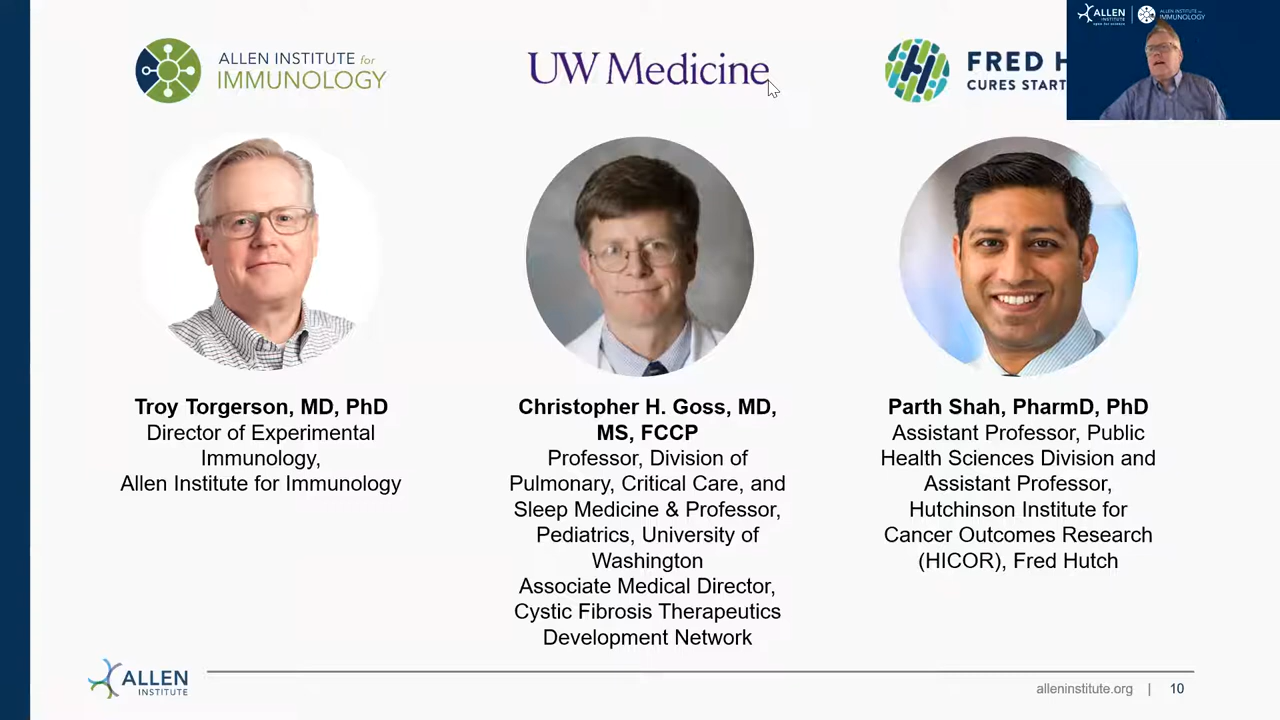 ALLEN INSTITUTE for
IMMUNOLOGY
UW Medicine
FRED H
CURES START
ALLEN
INSTITUTE
ALLEN INSTITUTE for
IMMUNOLOGY
Troy Torgerson, MD, PhD
Director of Experimental
Immunology,
Allen Institute for Immunology
Christopher H. Goss, MD,
MS, FCCP
Professor, Division of
Pulmonary, Critical Care, and
Sleep Medicine & Professor,
Pediatrics, University of
Washington
Associate Medical Director,
Cystic Fibrosis Therapeutics
Development Network
Parth Shah, PharmD, PhD
Assistant Professor, Public
Health Sciences Division and
Assistant Professor,
Hutchinson Institute for
Cancer Outcomes Research
(HICOR), Fred Hutch
ALLEN
INSTITUTE
alleninstitute.org | 10